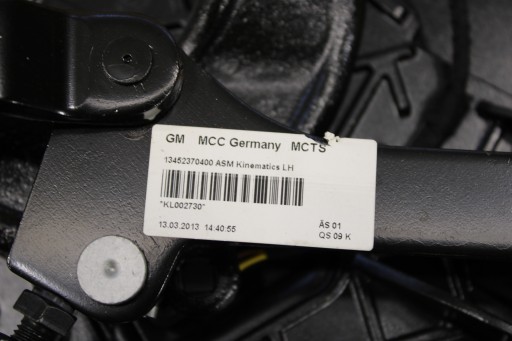 GM MCC Germany MCTS
13452370400 ASM Kinematics LH
*KL002730*
13.03.2013 14:40:55
ÄS 01
QS 09 K